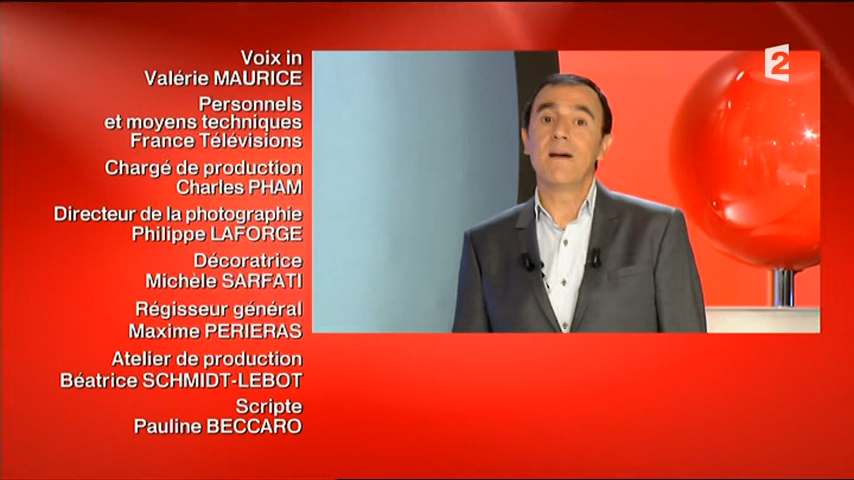 Voix in
Valérie MAURICE
Personnels
et moyens techniques
France Télévisions
Chargé de production
Charles PHAM
Directeur de la photographie
Philippe LAFORGE
Décoratrice
Michèle SARFATI
Régisseur général
Maxime PERIERAS
Atelier de production
Béatrice SCHMIDT-LEBOT
Scripte
Pauline BECCARO
2